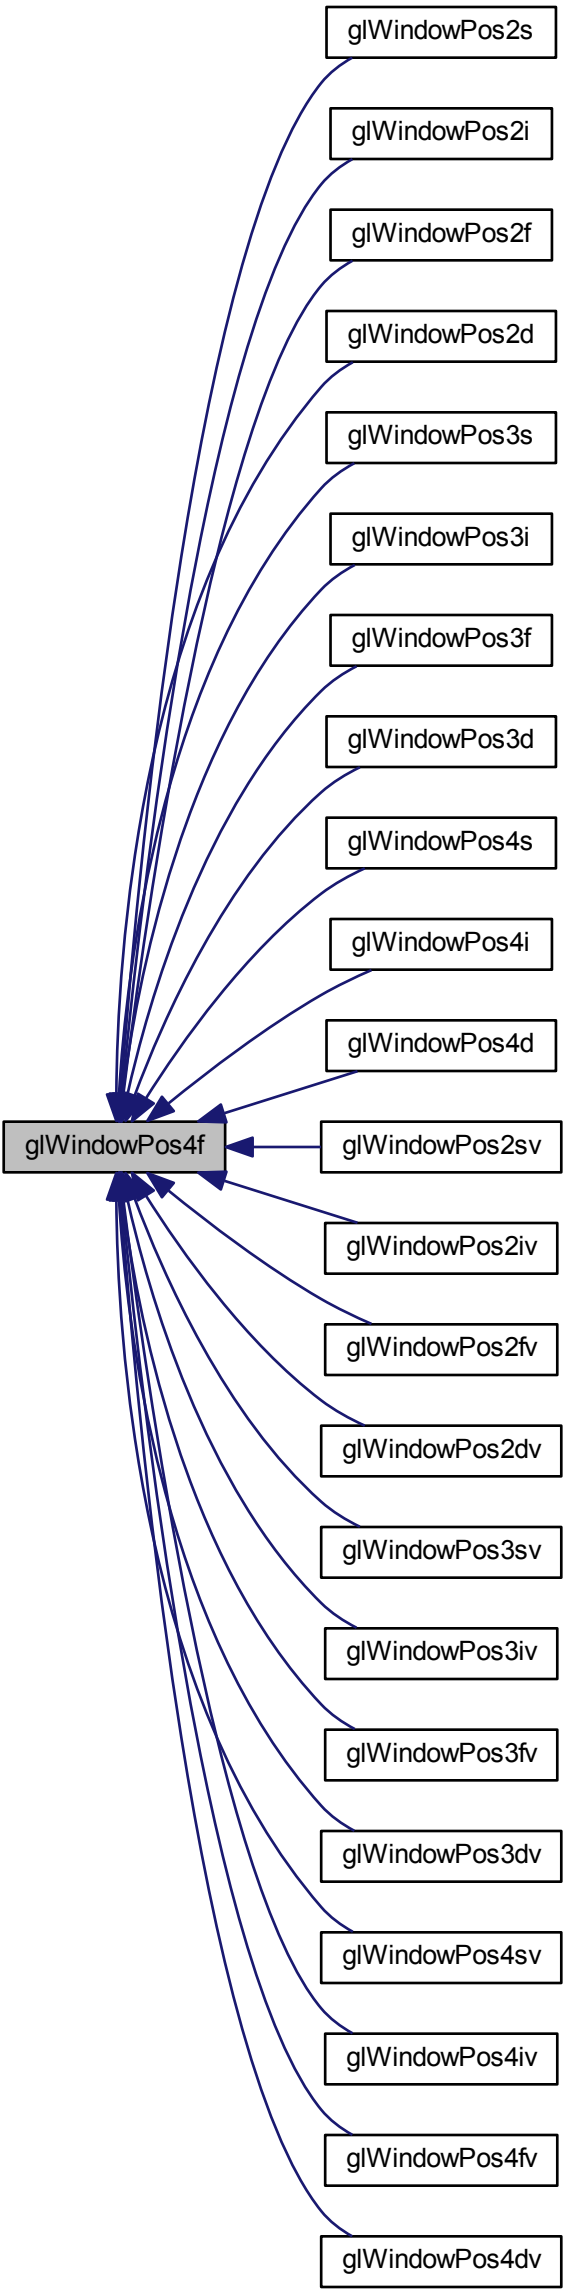 glWindowPos2s
glWindowPos2i
glWindowPos2f
glWindowPos2d
glWindowPos3s
glWindowPos3i
glWindowPos3f
glWindowPos3d
glWindowPos4s
glWindowPos4i
glWindowPos4d
glWindowPos4f
glWindowPos2sv
glWindowPos2iv
glWindowPos2fv
glWindowPos2dv
glWindowPos3sv
glWindowPos3iv
glWindowPos3fv
glWindowPos3dv
glWindowPos4sv
glWindowPos4iv
glWindowPos4fv
glWindowPos4dv